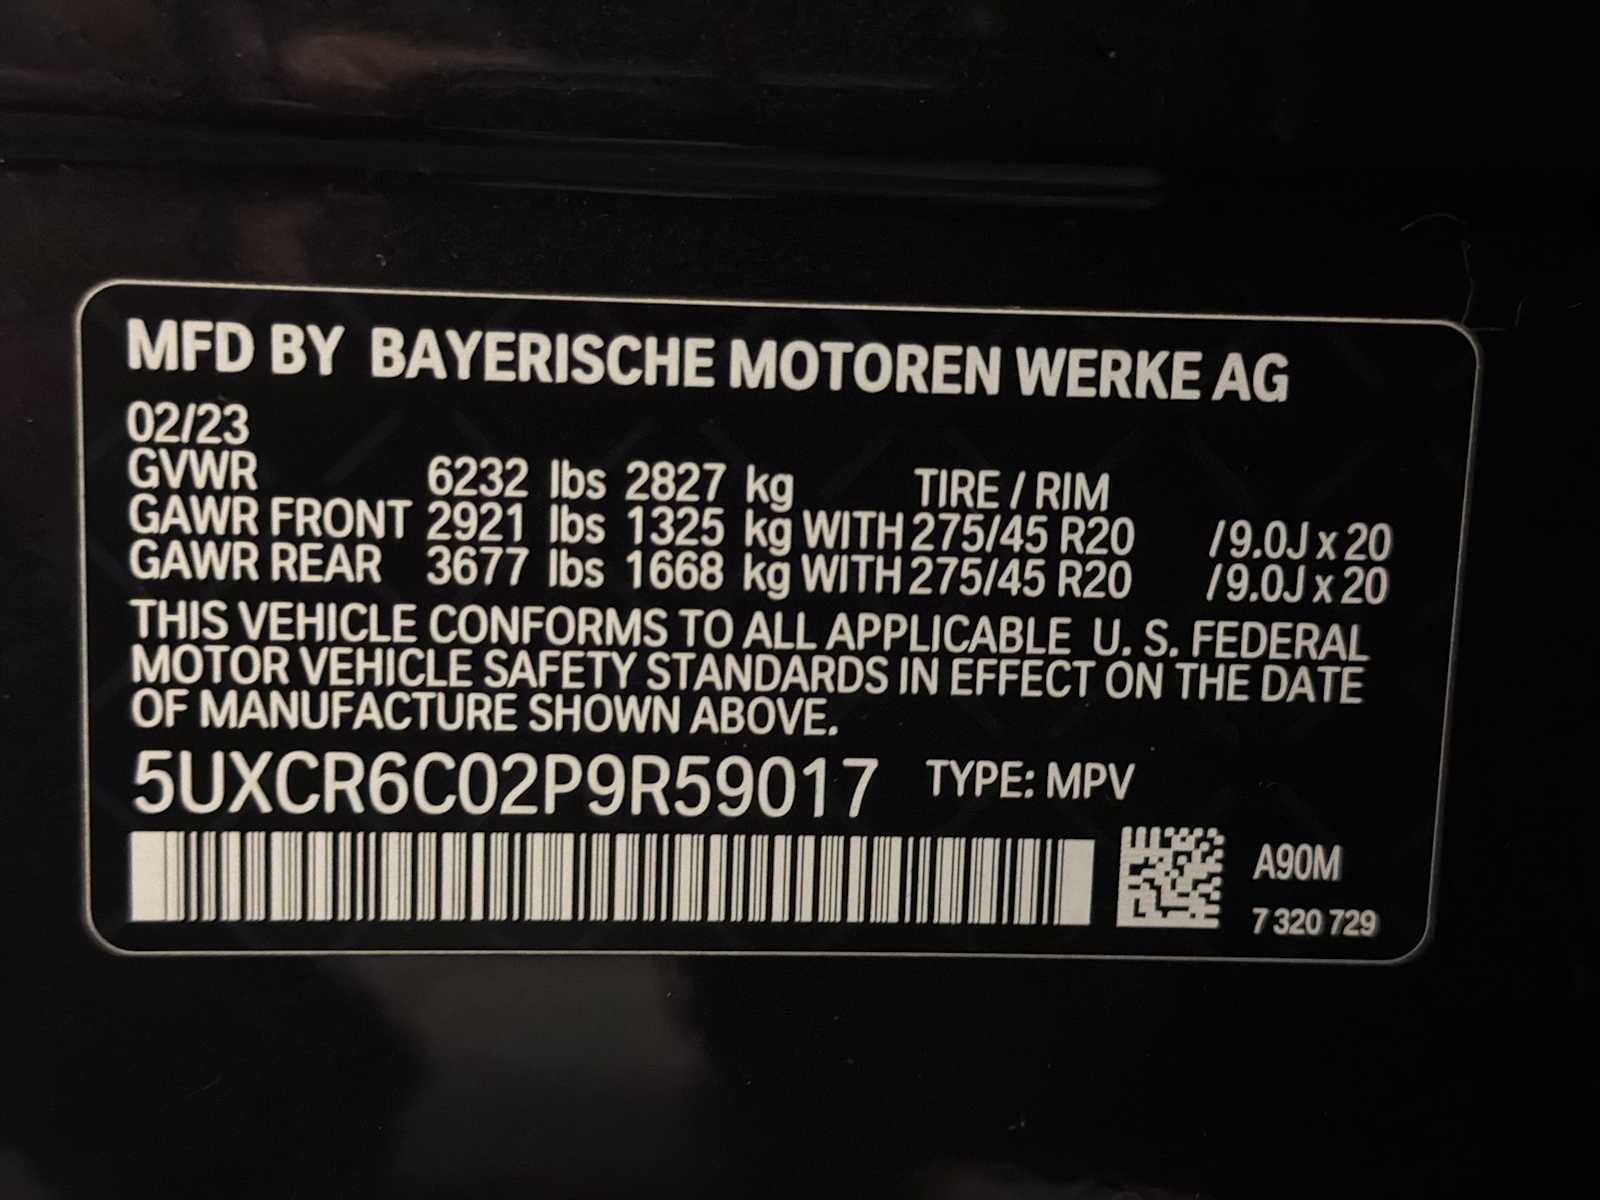 MFD BY BAYERISCHE MOTOREN WERKE AG
02/23
GVWR 6232 lbs 2827 kg TIRE / RIM
GAWR FRONT 2921 lbs 1325 kg WITH 275/45 R20 / 9.0J x 20
GAWR REAR 3677 lbs 1668 kg WITH 275/45 R20 / 9.0J x 20
THIS VEHICLE CONFORMS TO ALL APPLICABLE U. S. FEDERAL
MOTOR VEHICLE SAFETY STANDARDS IN EFFECT ON THE DATE
OF MANUFACTURE SHOWN ABOVE.
5UXCR6C02P9R59017 TYPE: MPV
A90M
7 320 729